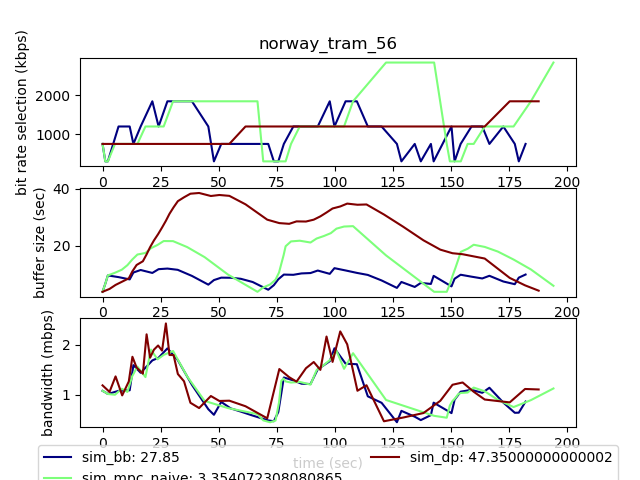 norway_tram_56
bit rate selection (kbps)
2000
1000
0 25 50 75 100 125 150 175 200
buffer size (sec)
40
20
0 25 50 75 100 125 150 175 200
bandwidth (mbps)
2
1
0 25 50 75 100 125 150 175 200
time (sec)
sim_bb: 27.85
sim_dp: 47.35000000000002
sim_mpc_naive: 3.354072308080865